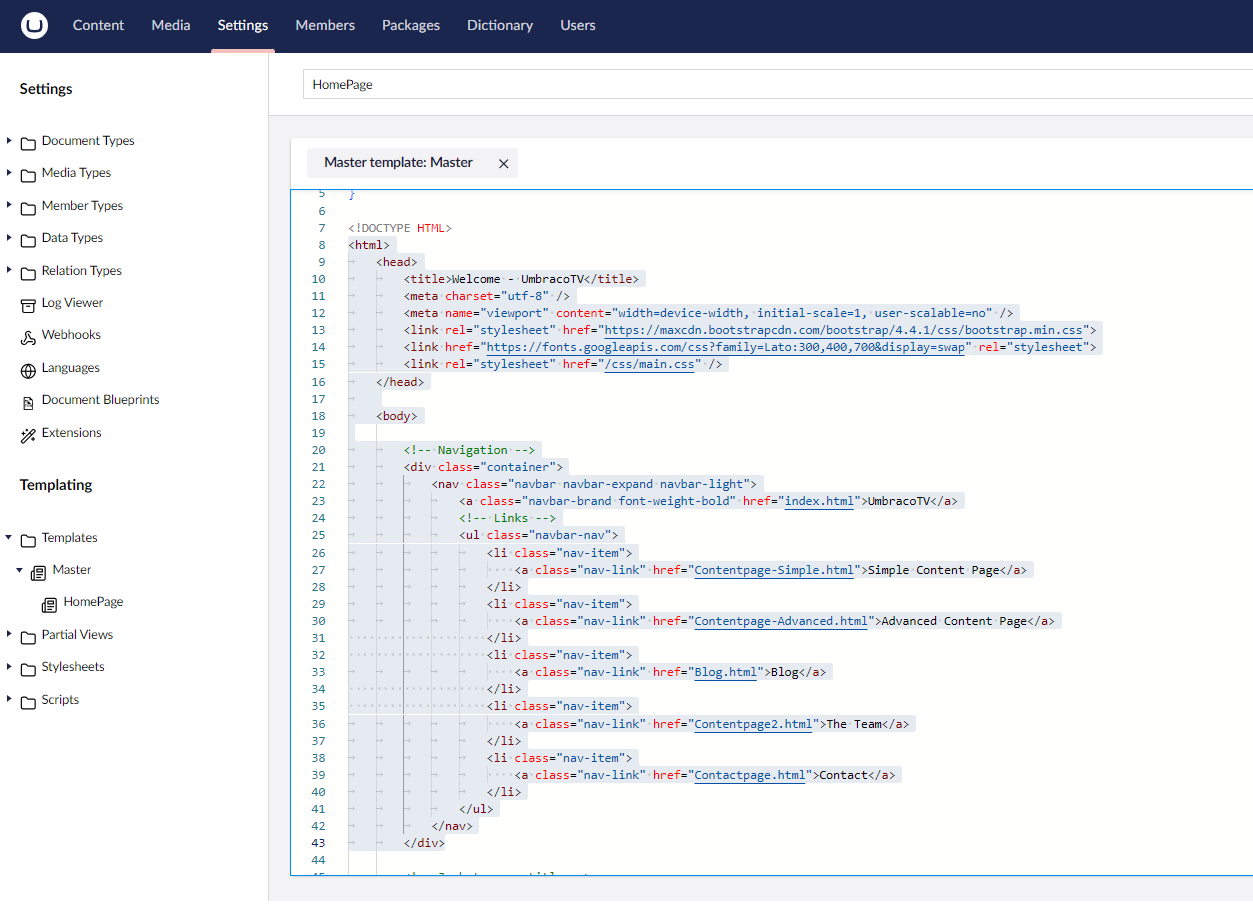 Content Media Settings Members Packages Dictionary Users
Settings
Document Types
Media Types
Member Types
Data Types
Relation Types
Log Viewer
Webhooks
Languages
Document Blueprints
Extensions
Templating
Templates
Master
HomePage
Partial Views
Stylesheets
Scripts
HomePage
Master template: Master
5 }
6
7 <!DOCTYPE HTML>
8 <html>
9 <head>
10 <title>Welcome - UmbracoTV</title>
11 <meta charset="utf-8" />
12 <meta name="viewport" content="width=device-width, initial-scale=1, user-scalable=no" />
13 <link rel="stylesheet" href="https://maxcdn.bootstrapcdn.com/bootstrap/4.4.1/css/bootstrap.min.css">
14 <link href="https://fonts.googleapis.com/css?family=Lato:300,400,700&display=swap" rel="stylesheet">
15 <link rel="stylesheet" href="/css/main.css" />
16 </head>
17
18 <body>
19
20 <!-- Navigation -->
21 <div class="container">
22 <nav class="navbar navbar-expand navbar-light">
23 <a class="navbar-brand font-weight-bold" href="index.html">UmbracoTV</a>
24 <!-- Links -->
25 <ul class="navbar-nav">
26 <li class="nav-item">
27 <a class="nav-link" href="Contentpage-Simple.html">Simple Content Page</a>
28 </li>
29 <li class="nav-item">
30 <a class="nav-link" href="Contentpage-Advanced.html">Advanced Content Page</a>
31 </li>
32 <li class="nav-item">
33 <a class="nav-link" href="Blog.html">Blog</a>
34 </li>
35 <li class="nav-item">
36 <a class="nav-link" href="Contentpage2.html">The Team</a>
37 </li>
38 <li class="nav-item">
39 <a class="nav-link" href="Contactpage.html">Contact</a>
40 </li>
41 </ul>
42 </nav>
43 </div>
44